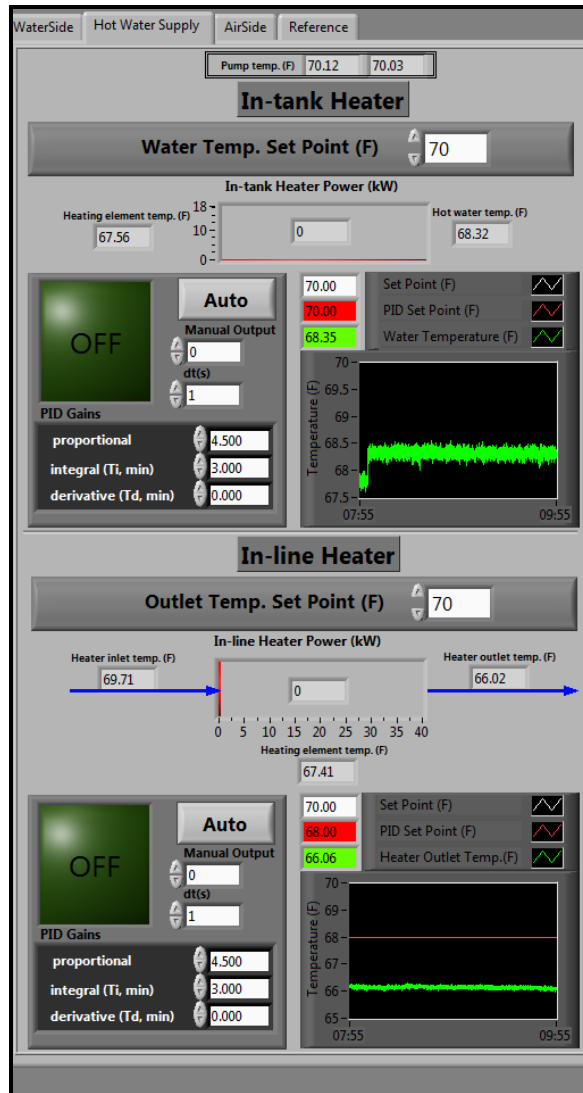 WaterSide Hot Water Supply AirSide Reference
Pump temp. (F) 70.12 70.03
In-tank Heater
Water Temp. Set Point (F) 70
In-tank Heater Power (kW)
Heating element temp. (F) 18 Hot water temp. (F)
67.56 10 0 68.32
0
Auto 70.00 Set Point (F)
OFF Manual Output 70.00 PID Set Point (F)
0 68.35 Water Temperature (F)
dt(s)
1
PID Gains
proportional 4.500
integral (Ti, min) 3.000
derivative (Td, min) 0.000
Temperature (F)
70
69.5
69
68.5
68
67.5
07:55 09:55
In-line Heater
Outlet Temp. Set Point (F) 70
In-line Heater Power (kW)
Heater inlet temp. (F) Heater outlet temp. (F)
69.71 0 66.02
0 5 10 15 20 25 30 35 40
Heating element temp. (F)
67.41
Auto 70.00 Set Point (F)
OFF Manual Output 68.00 PID Set Point (F)
0 66.06 Heater Outlet Temp.(F)
dt(s)
1
PID Gains
proportional 4.500
integral (Ti, min) 3.000
derivative (Td, min) 0.000
Temperature (F)
70
69
68
67
66
65
07:55 09:55